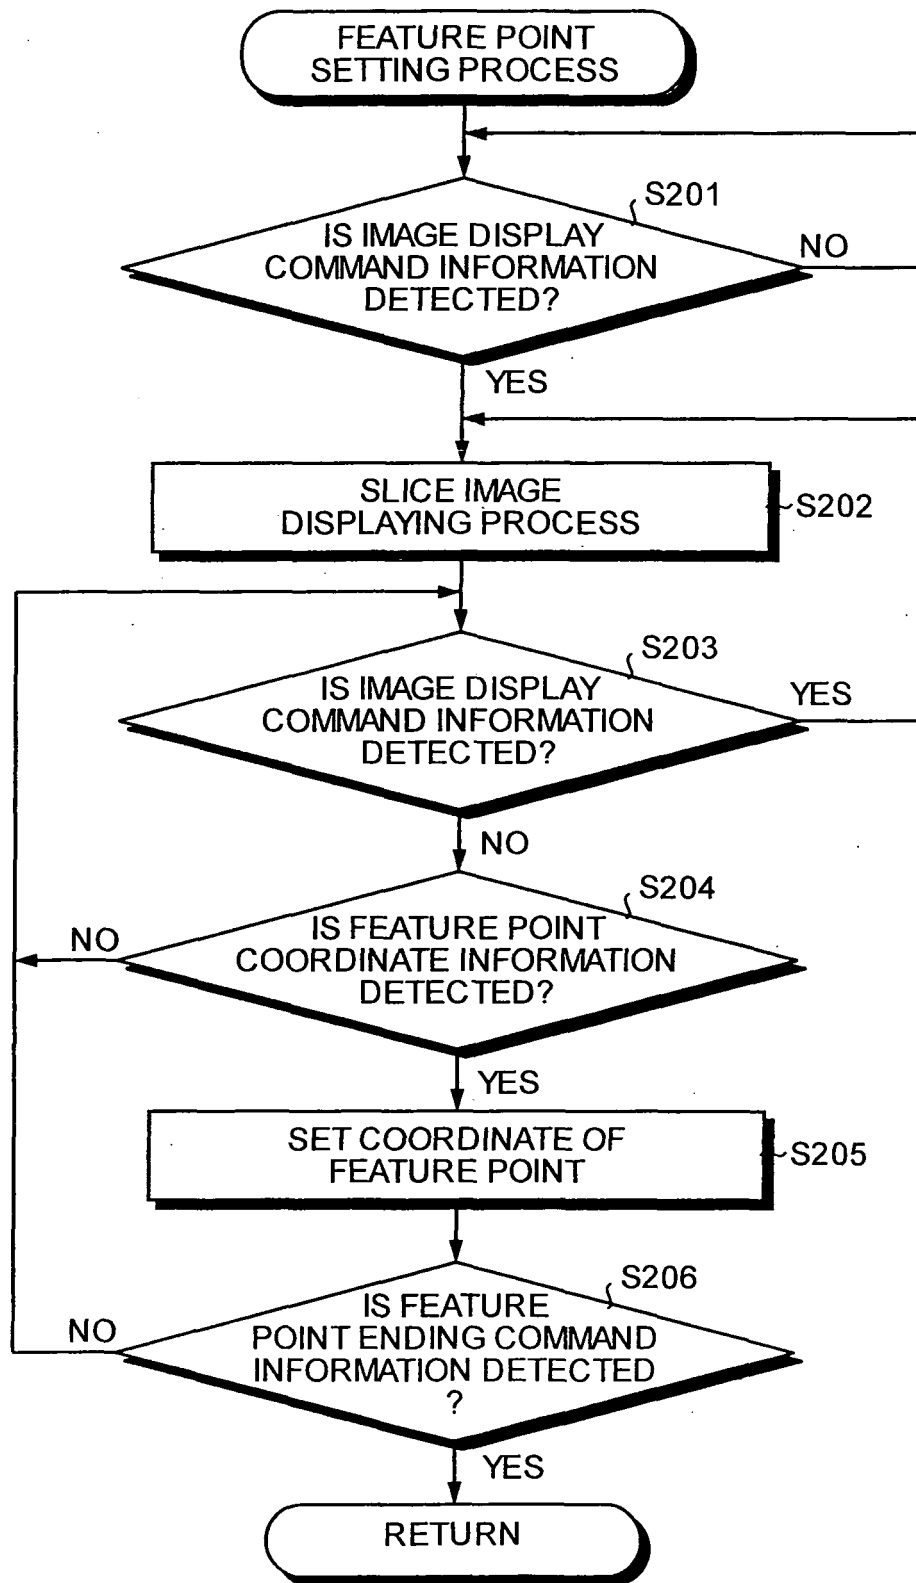 FEATURE POINT
SETTING PROCESS
S201
IS IMAGE DISPLAY
COMMAND INFORMATION
DETECTED?
NO
YES
SLICE IMAGE
DISPLAYING PROCESS
S202
S203
IS IMAGE DISPLAY
COMMAND INFORMATION
DETECTED?
YES
NO
S204
IS FEATURE POINT
COORDINATE INFORMATION
DETECTED?
NO
YES
SET COORDINATE OF
FEATURE POINT
S205
S206
IS FEATURE
POINT ENDING COMMAND
INFORMATION DETECTED
?
NO
YES
RETURN